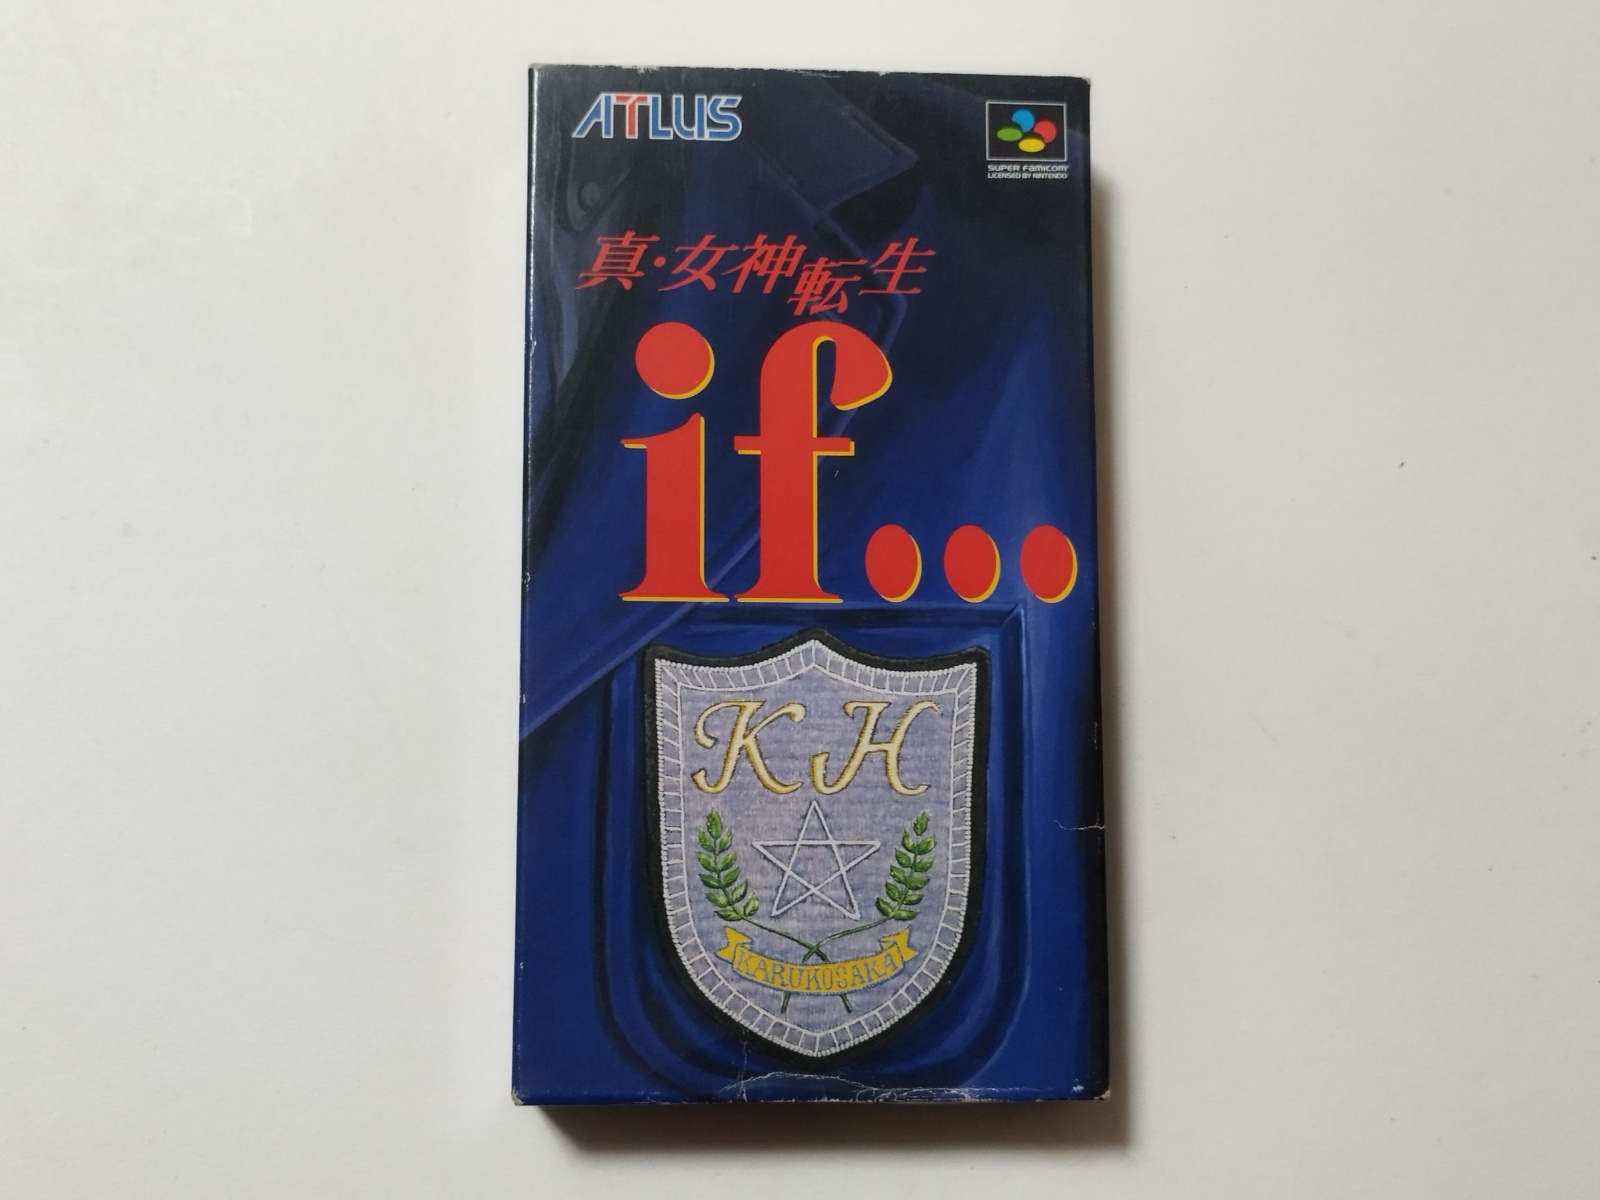 ATLUS
SUPER FAMICOM
LICENSED BY NINTENDO
真・女神転生
if...
KH
KARUKOSAKA